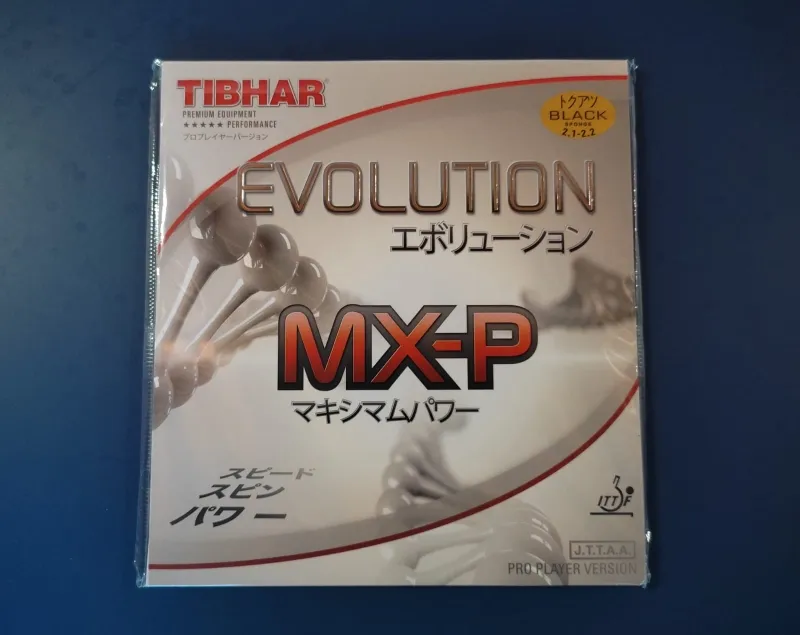 TIBHAR®
PREMIUM EQUIPMENT
★★★★★ PERFORMANCE
プロプレイヤーバージョン
トクアツ
BLACK
SPONGE
2.1-2.2
EVOLUTION
エボリューション
MX-P
マキシマムパワー
スピード
スピン
パワー
ITTF
J.T.T.A.A.
PRO PLAYER VERSION